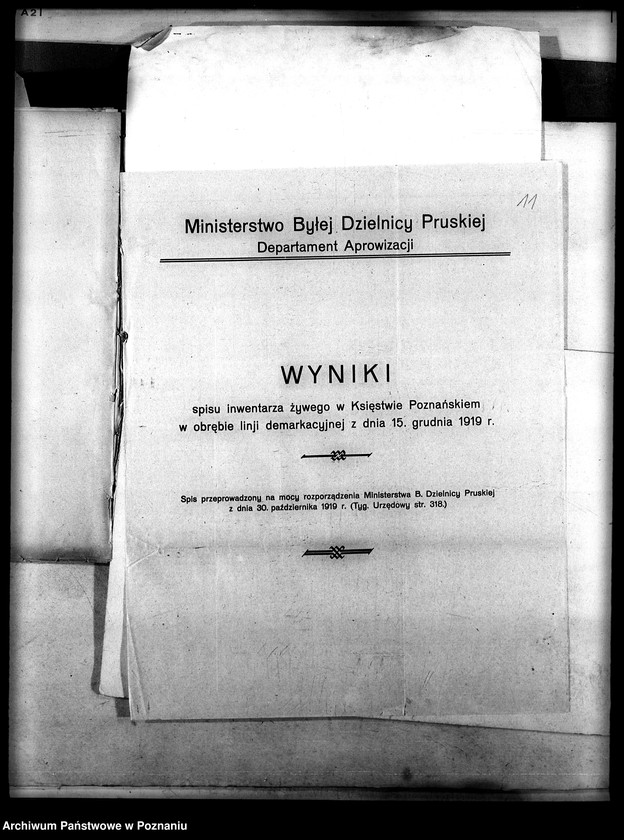 A21
11
Ministerstwo Byłej Dzielnicy Pruskiej
Departament Aprowizacji
WYNIKI
spisu inwentarza żywego w Księstwie Poznańskiem
w obrębie linji demarkacyjnej z dnia 15. grudnia 1919 r.
Spis przeprowadzony na mocy rozporządzenia Ministerstwa B. Dzielnicy Pruskiej
z dnia 30. października 1919 r. (Tyg. Urzędowy str. 318.)
Archiwum Państwowe w Poznaniu